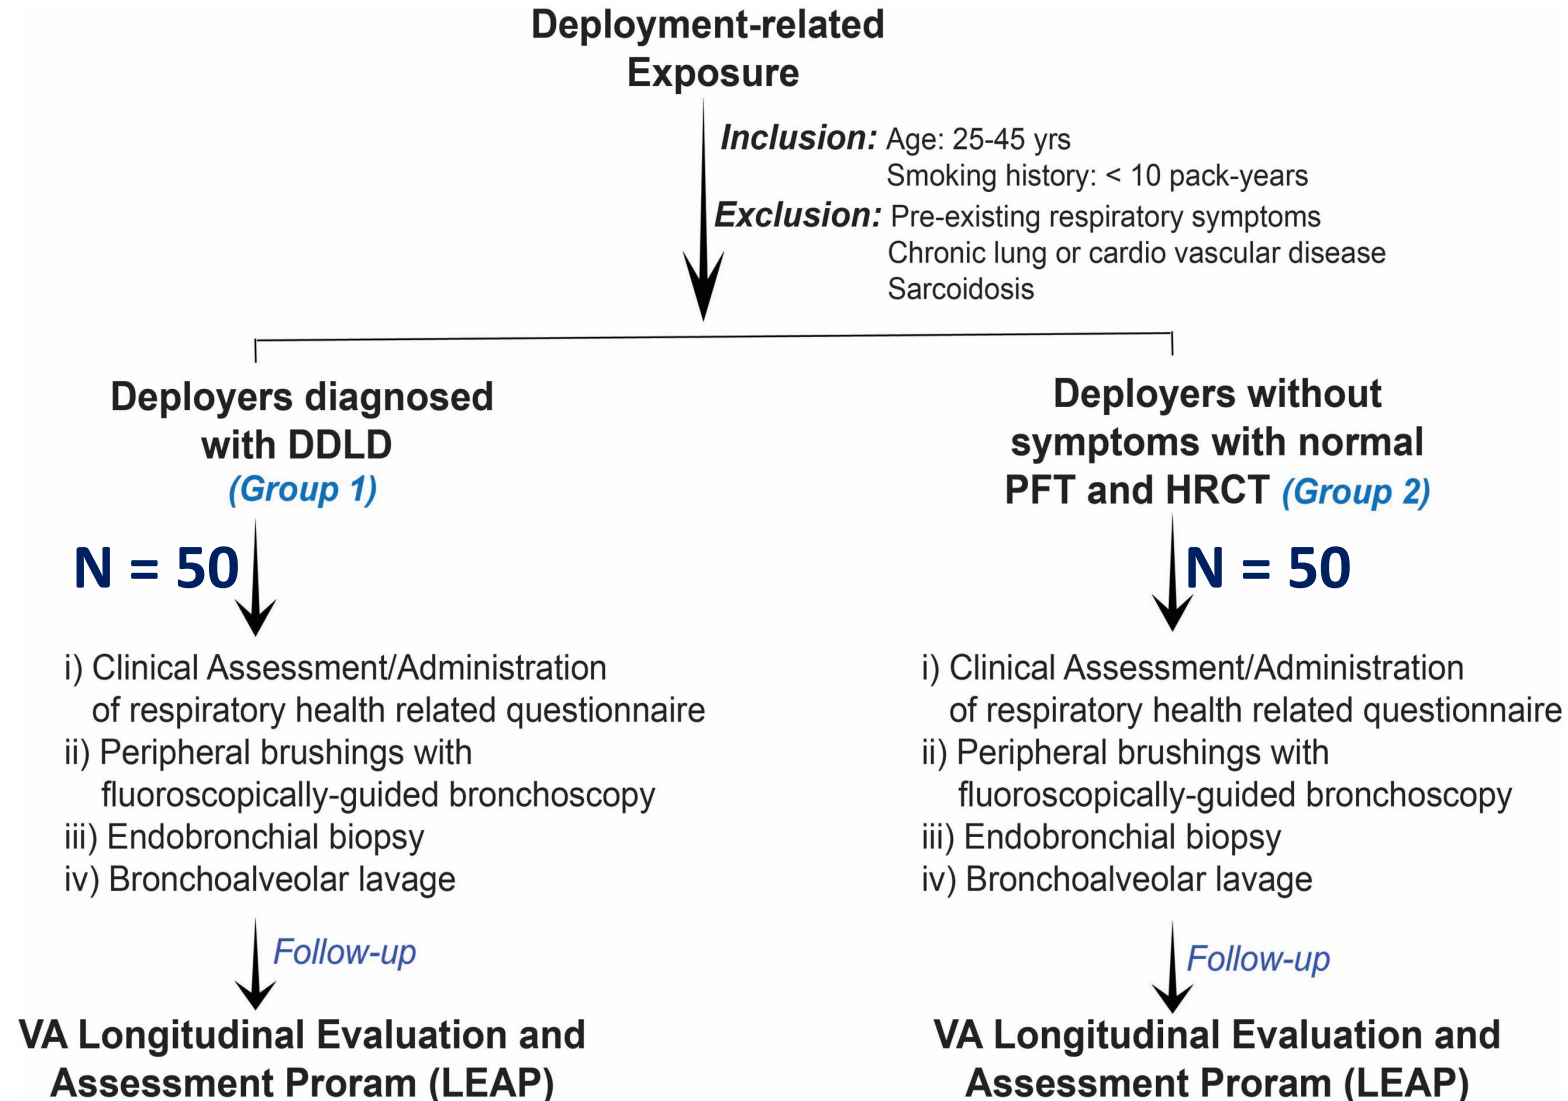 Deployment-related
Exposure
Inclusion: Age: 25-45 yrs
Smoking history: < 10 pack-years
Exclusion: Pre-existing respiratory symptoms
Chronic lung or cardio vascular disease
Sarcoidosis
Deployers diagnosed
with DDLD
(Group 1)
N = 50
i) Clinical Assessment/Administration
of respiratory health related questionnaire
ii) Peripheral brushings with
fluoroscopically-guided bronchoscopy
iii) Endobronchial biopsy
iv) Bronchoalveolar lavage
Follow-up
VA Longitudinal Evaluation and
Assessment Proram (LEAP)
Deployers without
symptoms with normal
PFT and HRCT (Group 2)
N = 50
i) Clinical Assessment/Administration
of respiratory health related questionnaire
ii) Peripheral brushings with
fluoroscopically-guided bronchoscopy
iii) Endobronchial biopsy
iv) Bronchoalveolar lavage
Follow-up
VA Longitudinal Evaluation and
Assessment Proram (LEAP)